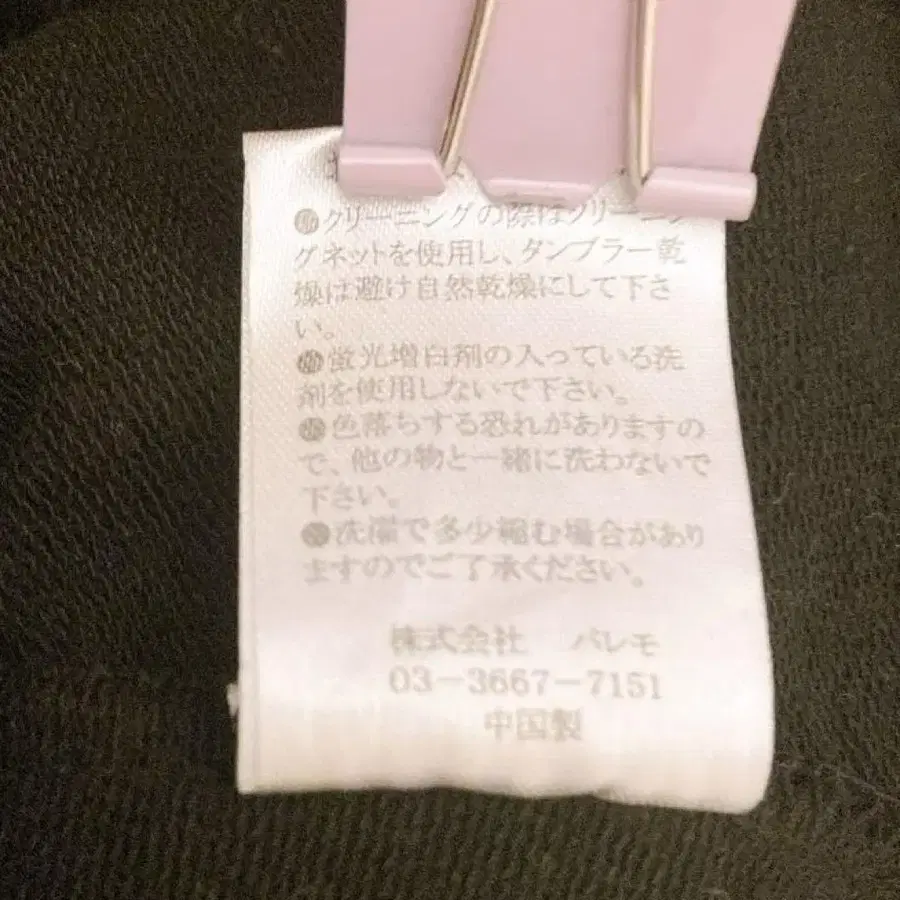 ●クリーニングの際はクリーニン
グネットを使用し、タンブラー乾
燥は避け自然乾燥にして下さ
い。
●蛍光増白剤の入っている洗
剤を使用しないで下さい。
●色落ちする恐れがありますの
で、他の物と一緒に洗わないで
下さい。
●洗濯で多少縮む場合があり
ますのでご了承ください。
株式会社 パレモ
03-3667-7151
中国製